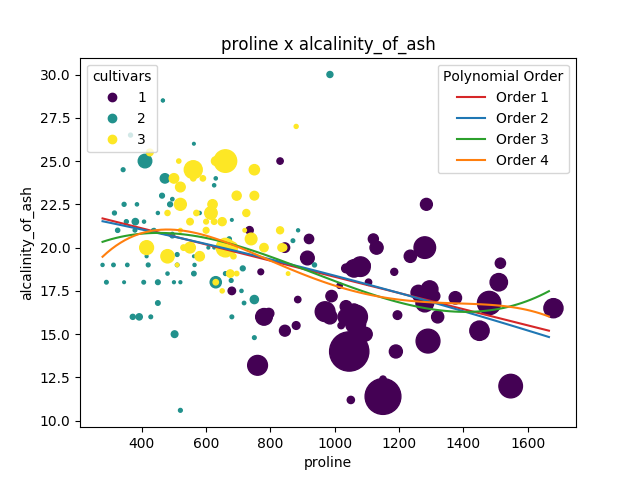 proline x alcalinity_of_ash
cultivars
1
2
3
Polynomial Order
Order 1
Order 2
Order 3
Order 4
alcalinity_of_ash
30.0
27.5
25.0
22.5
20.0
17.5
15.0
12.5
10.0
400 600 800 1000 1200 1400 1600
proline